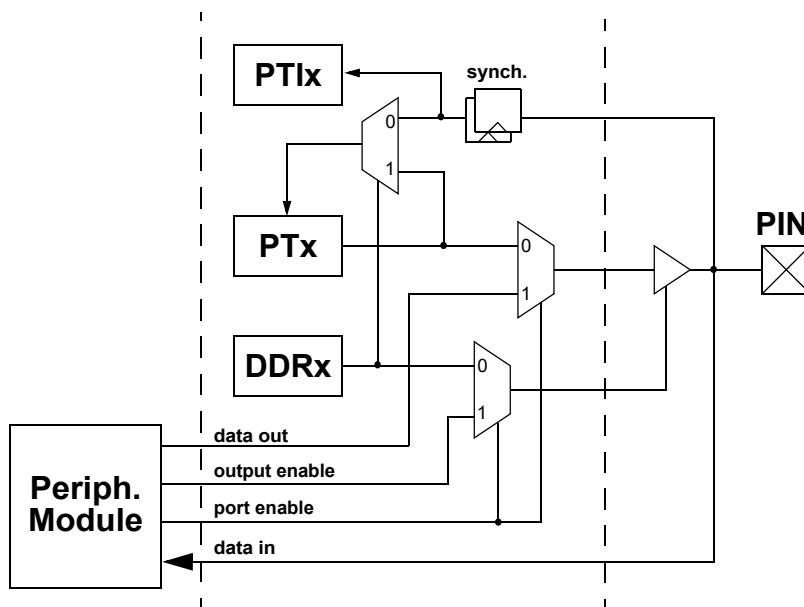 PTIx
synch.
0
1
PTx
PIN
0
1
DDRx
0
1
data out
output enable
port enable
data in
Periph.
Module